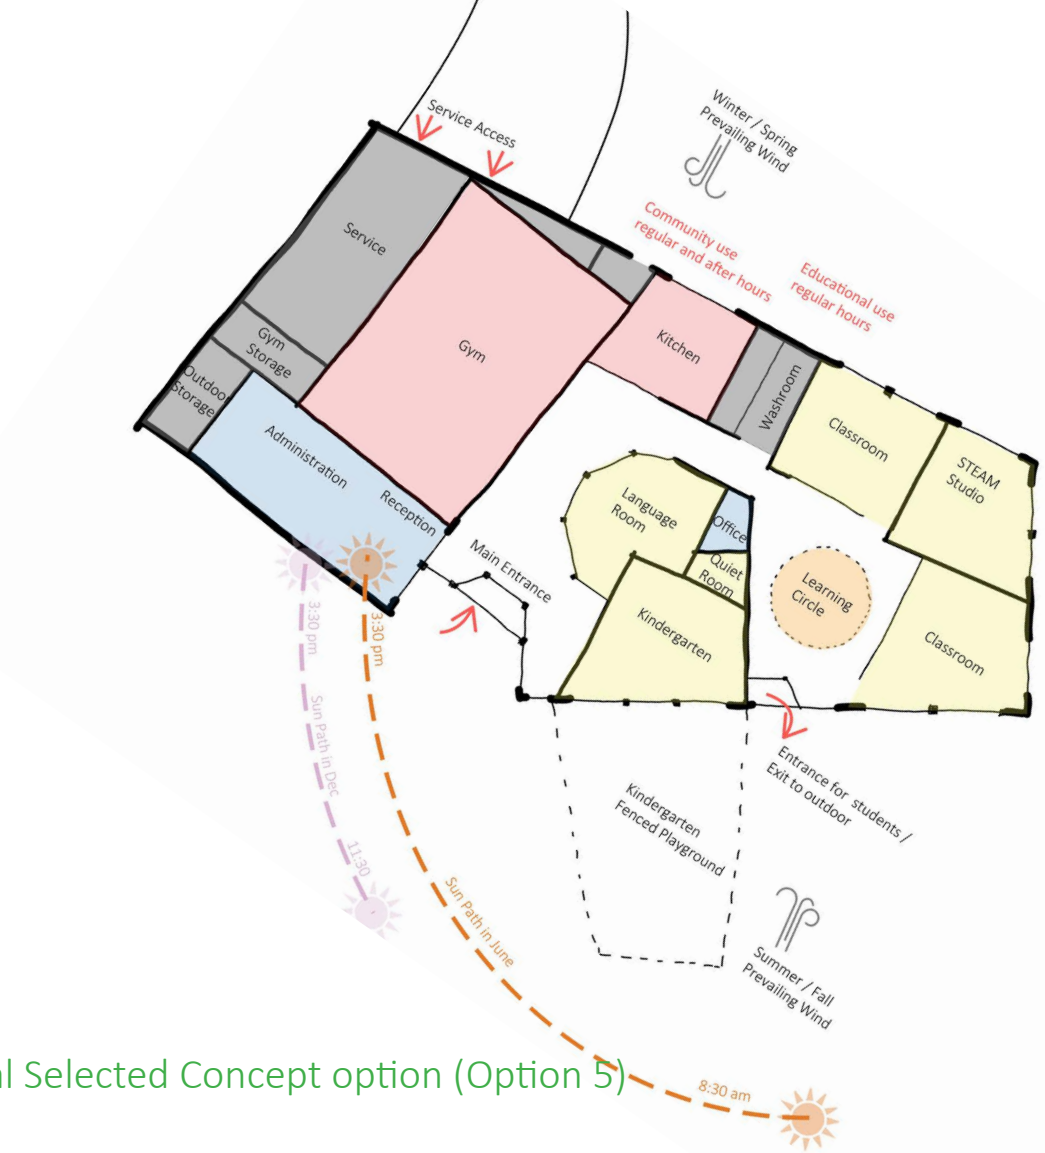 Service Access
Winter / Spring
Prevailing Wind
Community use
regular and after hours
Educational use
regular hours
Service
Gym
Storage
Outdoor
Storage
Gym
Kitchen
Washroom
Classroom
STEAM
Studio
Administration
Reception
Language
Room
Office
Quiet
Room
Main Entrance
Kindergarten
Learning
Circle
Classroom
3:30 pm
3:30 pm
Sun Path in Dec
11:30
Entrance for students /
Exit to outdoor
Kindergarten
Fenced Playground
Sun Path in June
Summer / Fall
Prevailing Wind
8:30 am
Selected Concept option (Option 5)